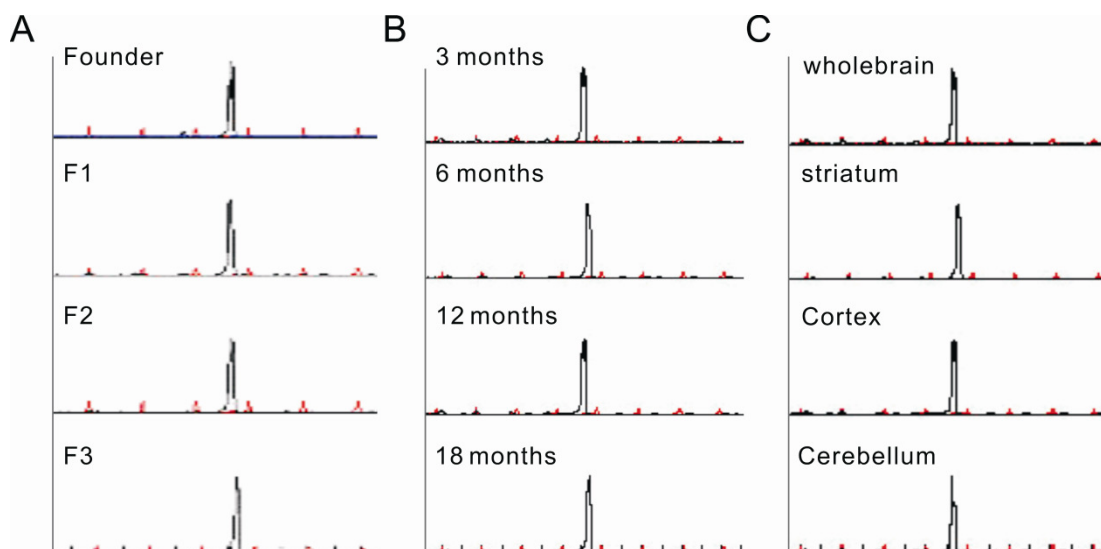 A
Founder
F1
F2
F3
B
3 months
6 months
12 months
18 months
C
wholebrain
striatum
Cortex
Cerebellum